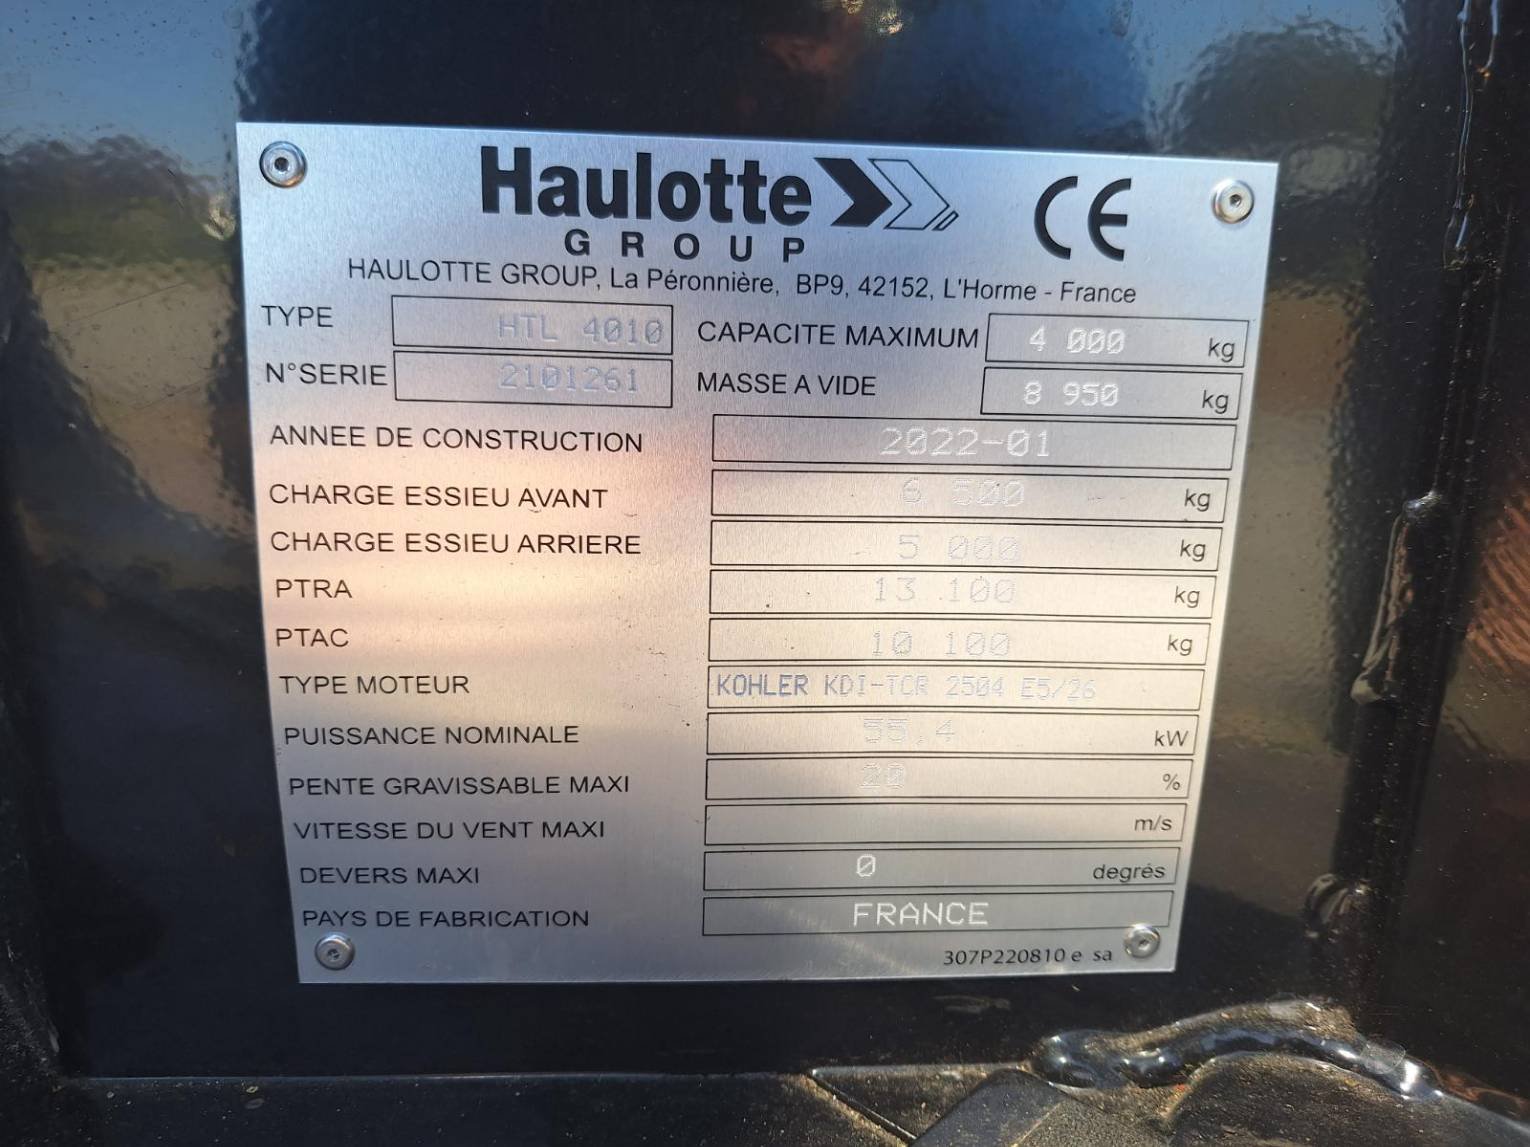 Haulotte
GROUP
CE
HAULOTTE GROUP, La Péronnière, BP9, 42152, L'Horme - France
TYPE HTL 4010 CAPACITE MAXIMUM 4 000 kg
N°SERIE 2101261 MASSE A VIDE 8 950 kg
ANNEE DE CONSTRUCTION 2022-01
CHARGE ESSIEU AVANT 6 500 kg
CHARGE ESSIEU ARRIERE 5 000 kg
PTRA 13 100 kg
PTAC 10 100 kg
TYPE MOTEUR KOHLER KDI-TCR 2504 E5/26
PUISSANCE NOMINALE 55,4 kW
PENTE GRAVISSABLE MAXI 20 %
VITESSE DU VENT MAXI m/s
DEVERS MAXI 0 degrés
PAYS DE FABRICATION FRANCE
307P220810 e sa